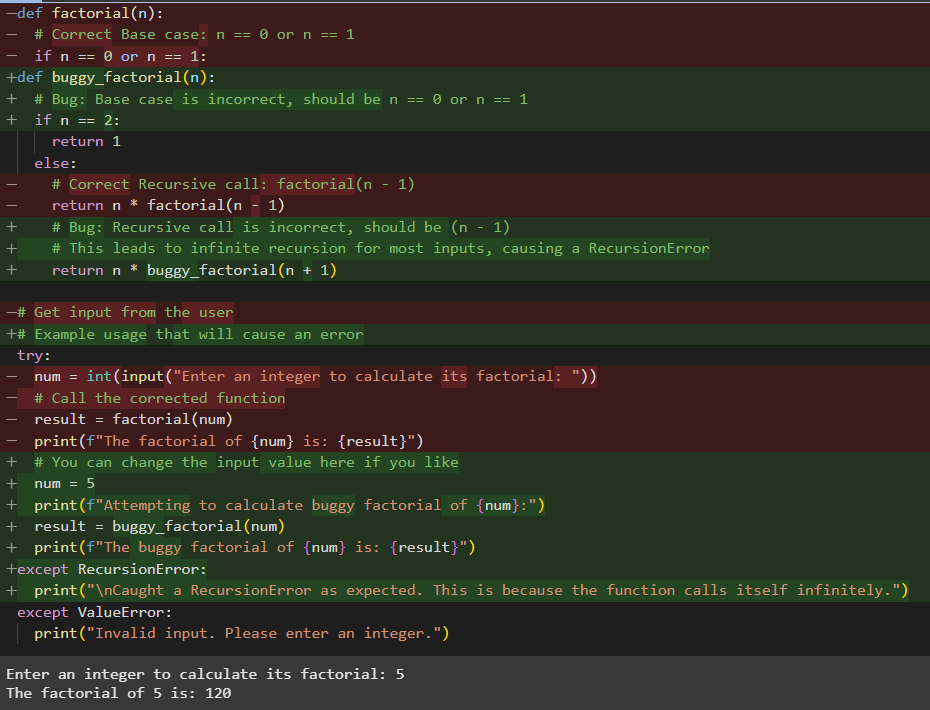 —def factorial(n):
—  # Correct Base case: n == 0 or n == 1
—  if n == 0 or n == 1:
+def buggy_factorial(n):
+  # Bug: Base case is incorrect, should be n == 0 or n == 1
+  if n == 2:
    return 1
  else:
—    # Correct Recursive call: factorial(n - 1)
—    return n * factorial(n - 1)
+    # Bug: Recursive call is incorrect, should be (n - 1)
+    # This leads to infinite recursion for most inputs, causing a RecursionError
+    return n * buggy_factorial(n + 1)
—# Get input from the user
+# Example usage that will cause an error
try:
—  num = int(input("Enter an integer to calculate its factorial: "))
—  # Call the corrected function
—  result = factorial(num)
—  print(f"The factorial of {num} is: {result}")
+  # You can change the input value here if you like
+  num = 5
+  print(f"Attempting to calculate buggy factorial of {num}:")
+  result = buggy_factorial(num)
+  print(f"The buggy factorial of {num} is: {result}")
+except RecursionError:
+  print("\nCaught a RecursionError as expected. This is because the function calls itself infinitely.")
except ValueError:
  print("Invalid input. Please enter an integer.")
Enter an integer to calculate its factorial: 5
The factorial of 5 is: 120